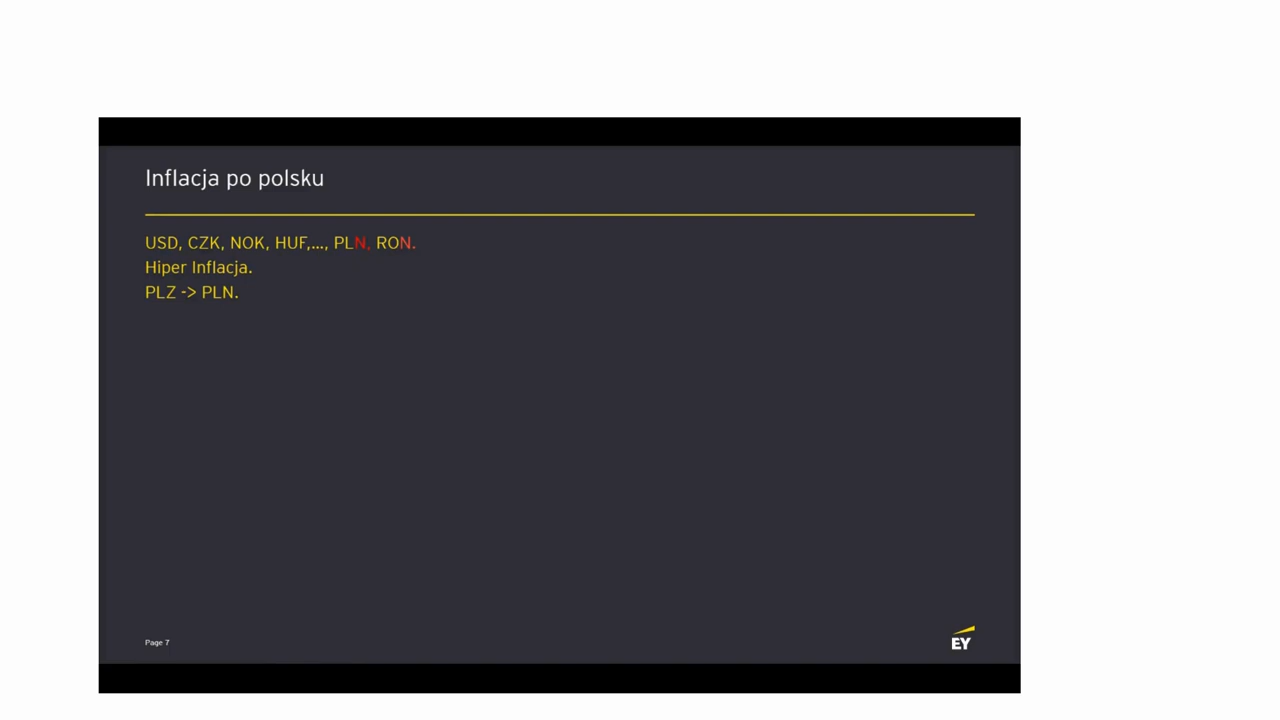 Inflacja po polsku
USD, CZK, NOK, HUF,..., PLN, RON.
Hiper Inflacja.
PLZ -> PLN.
Page 7
EY